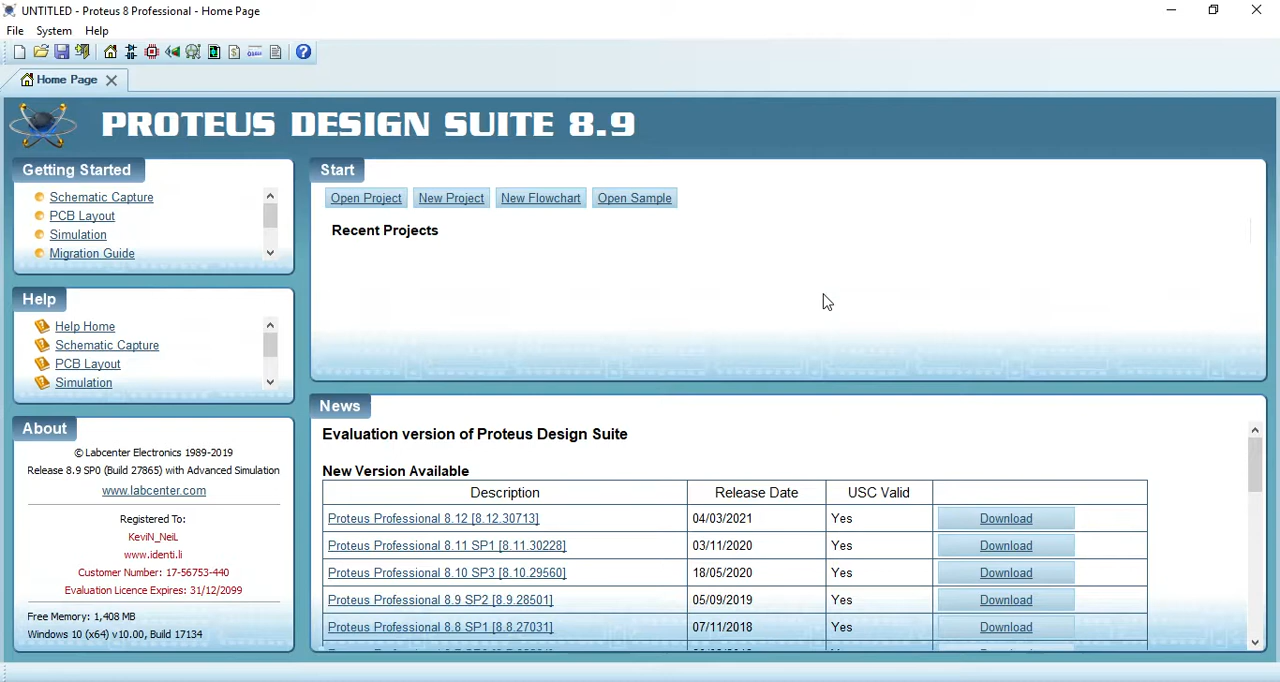 UNTITLED - Proteus 8 Professional - Home Page
File System Help
Home Page
PROTEUS DESIGN SUITE 8.9
Getting Started
Schematic Capture
PCB Layout
Simulation
Migration Guide
Help
Help Home
Schematic Capture
PCB Layout
Simulation
About
© Labcenter Electronics 1989-2019
Release 8.9 SP0 (Build 27865) with Advanced Simulation
www.labcenter.com
Registered To:
KeviN_NeiL
www.identi.li
Customer Number: 17-56753-440
Evaluation Licence Expires: 31/12/2099
Free Memory: 1,408 MB
Windows 10 (x64) v10.00, Build 17134
Start
Open Project New Project New Flowchart Open Sample
Recent Projects
News
Evaluation version of Proteus Design Suite
New Version Available
Description Release Date USC Valid
Proteus Professional 8.12 [8.12.30713] 04/03/2021 Yes Download
Proteus Professional 8.11 SP1 [8.11.30228] 03/11/2020 Yes Download
Proteus Professional 8.10 SP3 [8.10.29560] 18/05/2020 Yes Download
Proteus Professional 8.9 SP2 [8.9.28501] 05/09/2019 Yes Download
Proteus Professional 8.8 SP1 [8.8.27031] 07/11/2018 Yes Download